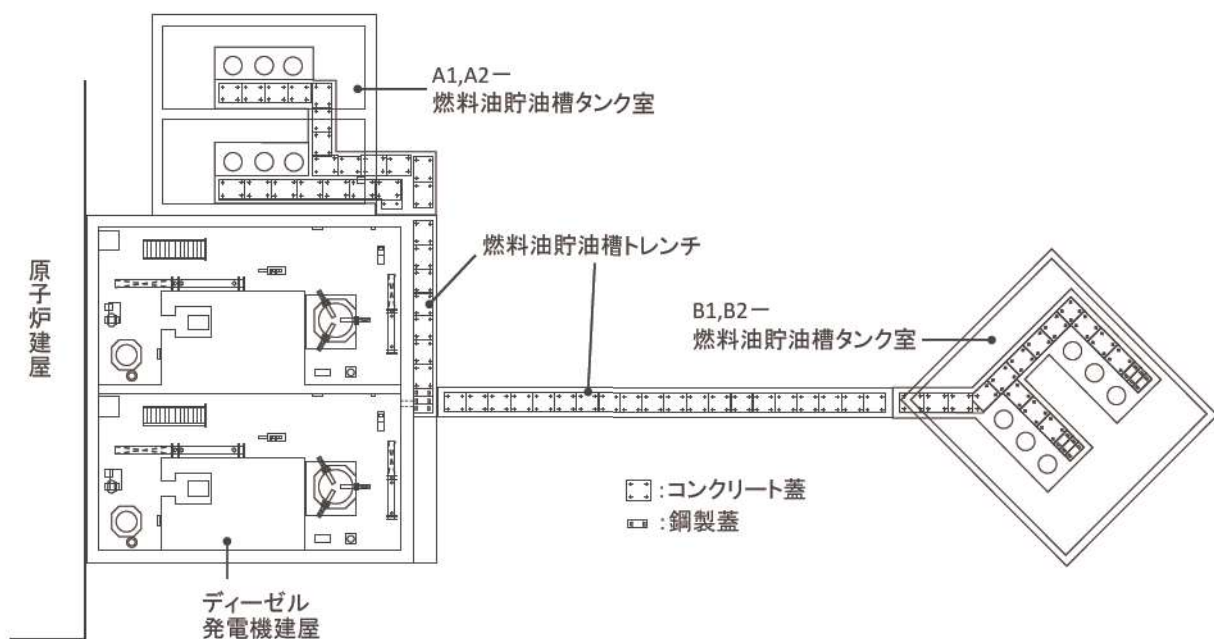 A1,A2ー
燃料油貯油槽タンク室
燃料油貯油槽トレンチ
原子炉建屋
B1,B2ー
燃料油貯油槽タンク室
:コンクリート蓋
:鋼製蓋
ディーゼル
発電機建屋